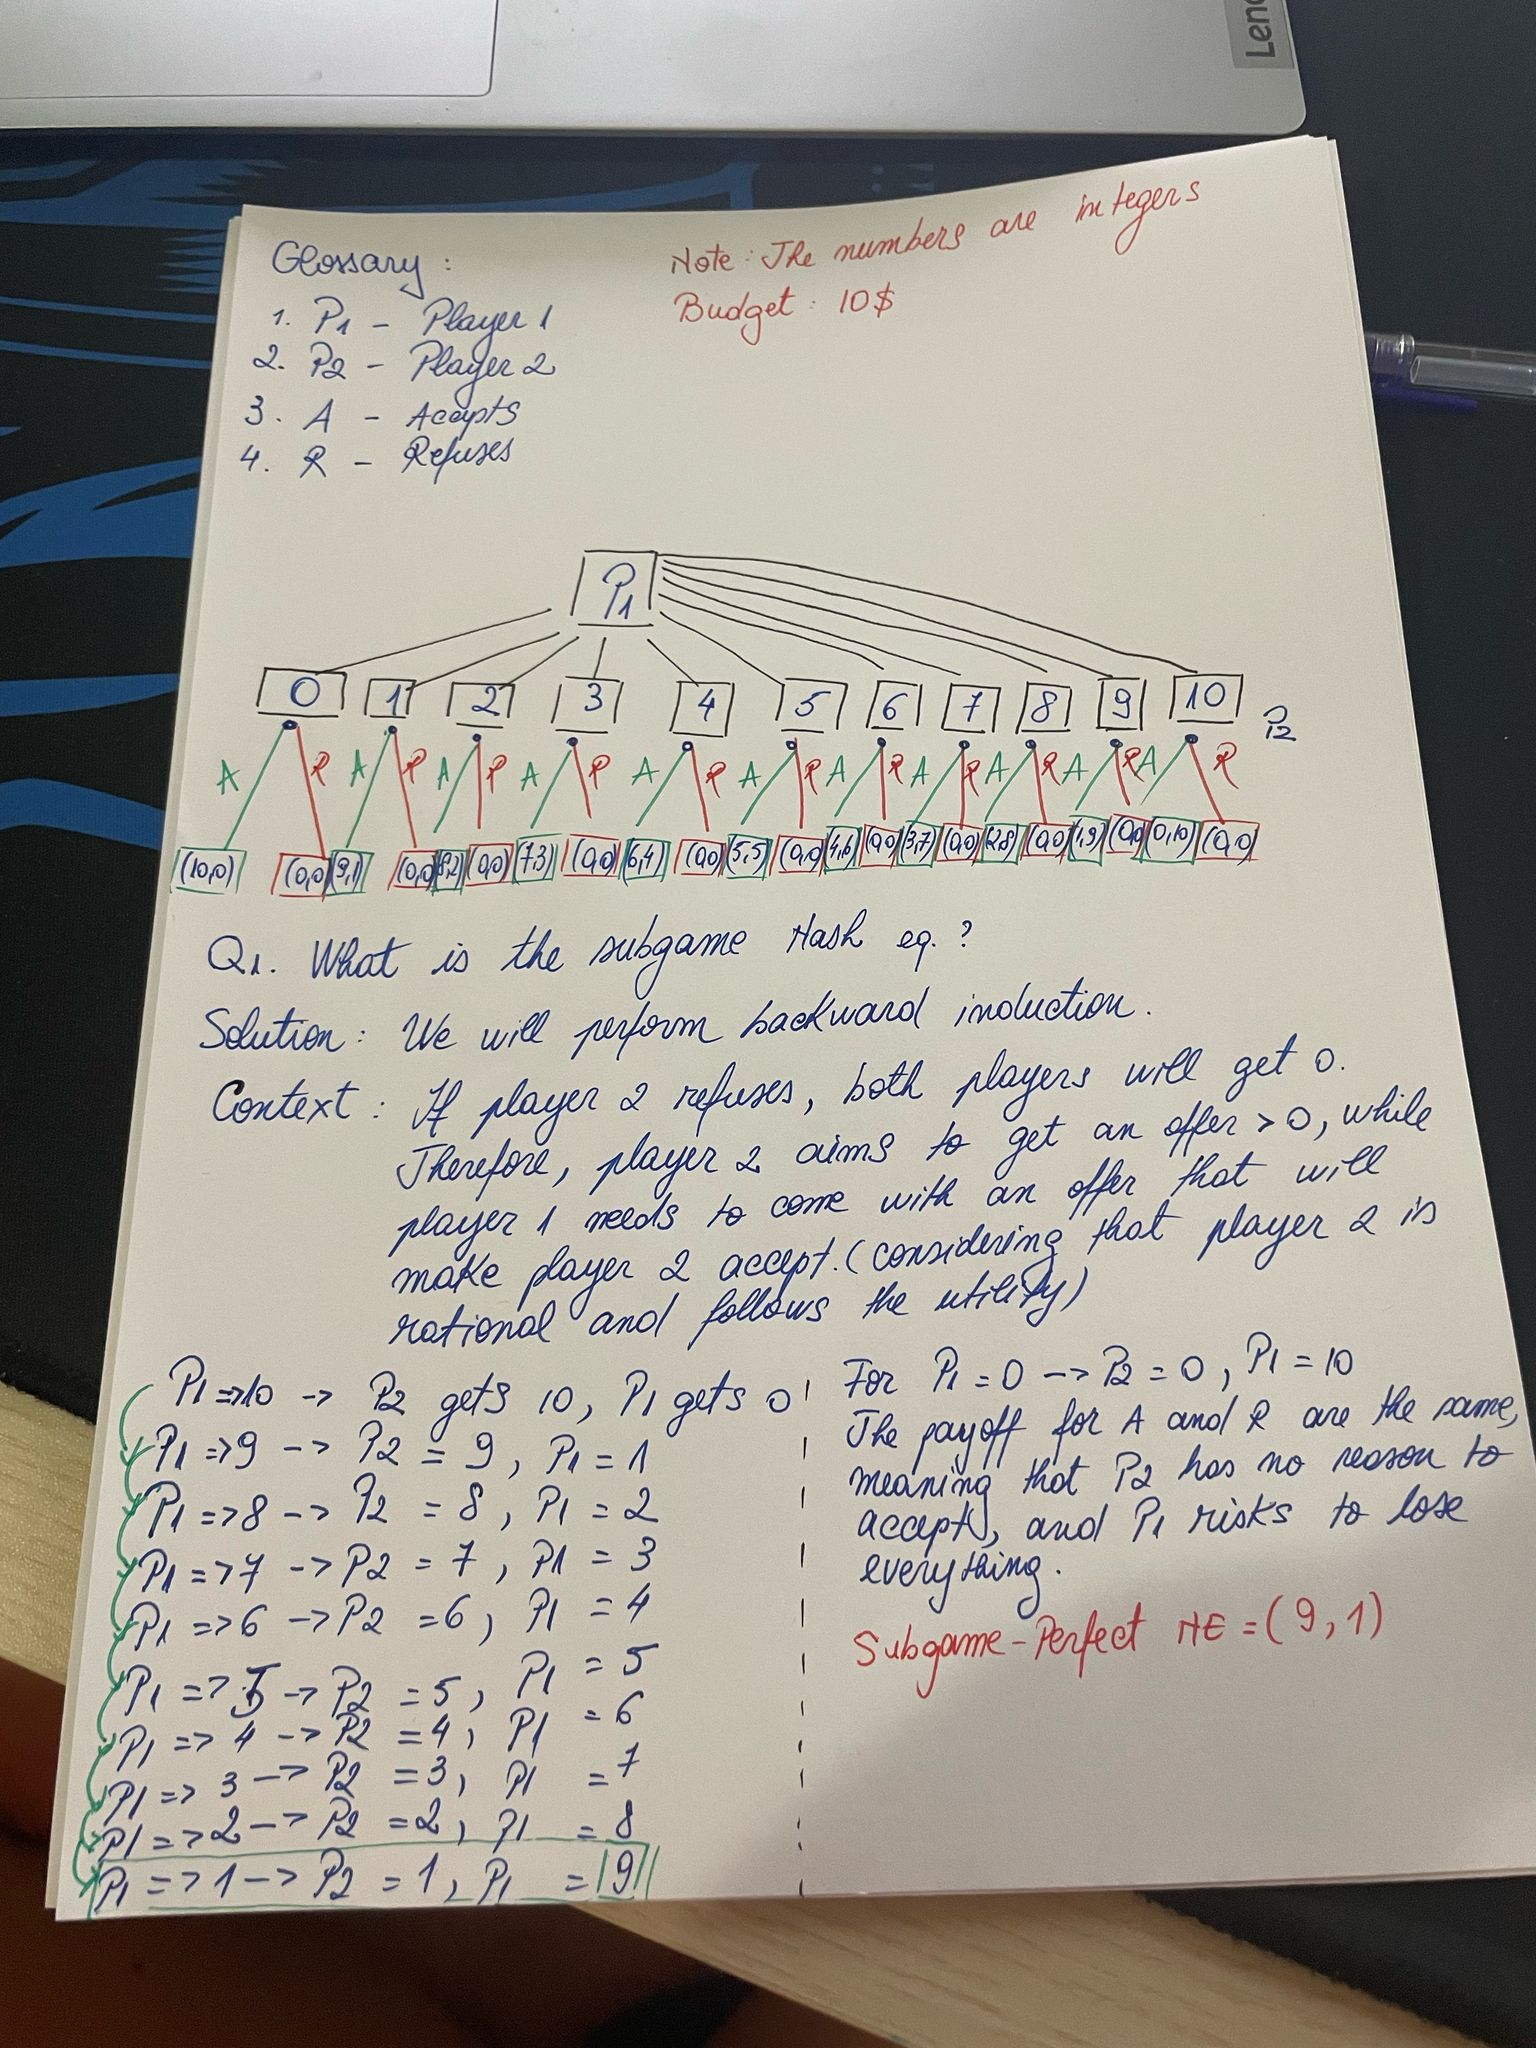 Leno
Glossary:
1. P1 - Player 1
2. P2 - Player 2
3. A - Accepts
4. R - Refuses
Note: The numbers are integers
Budget: 10$
P1
0 1 2 3 4 5 6 7 8 9 10 P2
A R A R A R A R A R A R A R A R A R A R A R
(10,0) (0,0) (9,1) (0,0) (8,2) (0,0) (7,3) (0,0) (6,4) (0,0) (5,5) (0,0) (4,6) (0,0) (3,7) (0,0) (2,8) (0,0) (1,9) (0,0) (0,10) (0,0)
Q1. What is the subgame Nash eq.?
Solution: We will perform backward induction.
Context: If player 2 refuses, both players will get 0.
Therefore, player 2 aims to get an offer > 0, while
player 1 needs to come with an offer that will
make player 2 accept. (considering that player 2 is
rational and follows the utility)
P1 => 10 -> P2 gets 10, P1 gets 0
P1 => 9 -> P2 = 9, P1 = 1
P1 => 8 -> P2 = 8, P1 = 2
P1 => 7 -> P2 = 7, P1 = 3
P1 => 6 -> P2 = 6, P1 = 4
P1 => 5 -> P2 = 5, P1 = 5
P1 => 4 -> P2 = 4, P1 = 6
P1 => 3 -> P2 = 3, P1 = 7
P1 => 2 -> P2 = 2, P1 = 8
P1 => 1 -> P2 = 1, P1 = 9
For P1 = 0 -> P2 = 0, P1 = 10
The payoff for A and R are the same,
meaning that P2 has no reason to
accept, and P1 risks to lose
everything.
Subgame-Perfect NE = (9,1)